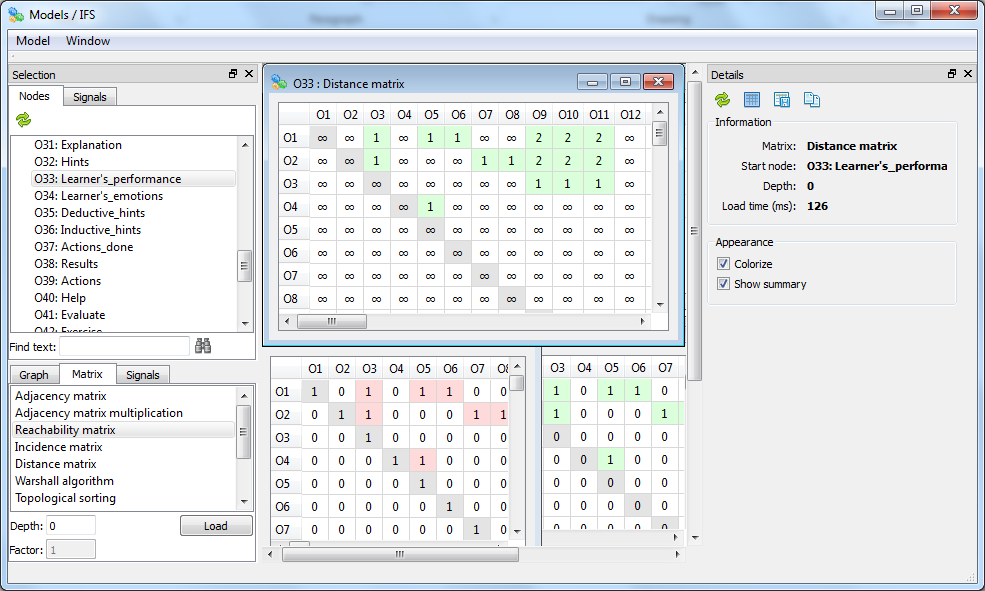 Models / IFS
Model Window
Selection
Nodes Signals
O31: Explanation
O32: Hints
O33: Learner's_performance
O34: Learner's_emotions
O35: Deductive_hints
O36: Inductive_hints
O37: Actions_done
O38: Results
O39: Actions
O40: Help
O41: Evaluate
O42: Exercise
Find text:
Graph Matrix Signals
Adjacency matrix
Adjacency matrix multiplication
Reachability matrix
Incidence matrix
Distance matrix
Warshall algorithm
Topological sorting
Depth: 0
Load
Factor: 1
O33 : Distance matrix
O1 O2 O3 O4 O5 O6 O7 O8 O9 O10 O11 O12
O1 ∞ ∞ 1 ∞ 1 1 ∞ ∞ 2 2 2 ∞
O2 ∞ ∞ 1 ∞ ∞ ∞ 1 1 2 2 2 ∞
O3 ∞ ∞ ∞ ∞ ∞ ∞ ∞ ∞ 1 1 1 ∞
O4 ∞ ∞ ∞ ∞ 1 ∞ ∞ ∞ ∞ ∞ ∞ ∞
O5 ∞ ∞ ∞ ∞ ∞ ∞ ∞ ∞ ∞ ∞ ∞ ∞
O6 ∞ ∞ ∞ ∞ ∞ ∞ ∞ ∞ ∞ ∞ ∞ ∞
O7 ∞ ∞ ∞ ∞ ∞ ∞ ∞ ∞ ∞ ∞ ∞ ∞
O8 ∞ ∞ ∞ ∞ ∞ ∞ ∞ ∞ ∞ ∞ ∞ ∞
O1 O2 O3 O4 O5 O6 O7 O8
O1 1 0 1 0 1 1 0 0
O2 0 1 1 0 0 0 1 1
O3 0 0 1 0 0 0 0 0
O4 0 0 0 1 1 0 0 0
O5 0 0 0 0 1 0 0 0
O6 0 0 0 0 0 1 0 0
O7 0 0 0 0 0 0 1 0
O3 O4 O5 O6 O7
1 0 1 1 0
1 0 0 0 1
0 0 0 0 0
0 0 1 0 0
0 0 0 0 0
0 0 0 0 0
0 0 0 0 0
Details
Information
Matrix: Distance matrix
Start node: O33: Learner's_performa
Depth: 0
Load time (ms): 126
Appearance
Colorize
Show summary